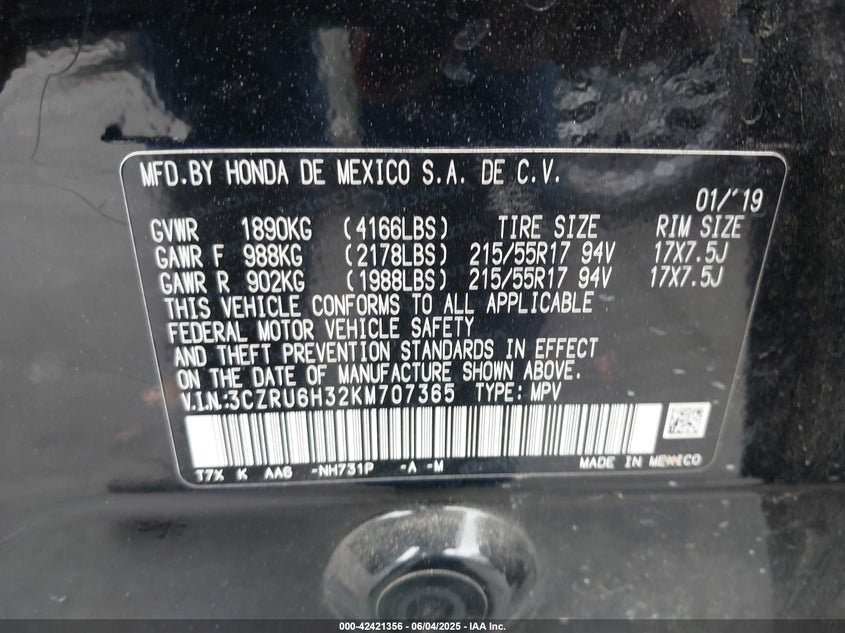 MFD.BY HONDA DE MEXICO S.A. DE C.V.
01/'19
GVWR 1890KG (4166LBS) TIRE SIZE RIM SIZE
GAWR F 988KG (2178LBS) 215/55R17 94V 17X7.5J
GAWR R 902KG (1988LBS) 215/55R17 94V 17X7.5J
THIS VEHICLE CONFORMS TO ALL APPLICABLE
FEDERAL MOTOR VEHICLE SAFETY
AND THEFT PREVENTION STANDARDS IN EFFECT
ON THE DATE OF MANUFACTURE SHOWN ABOVE.
V.I.N.:3CZRU6H32KM707365 TYPE: MPV
T7X K AA6 -NH731P -A -M MADE IN MEXICO
000-42421356 - 06/04/2025 - IAA Inc.